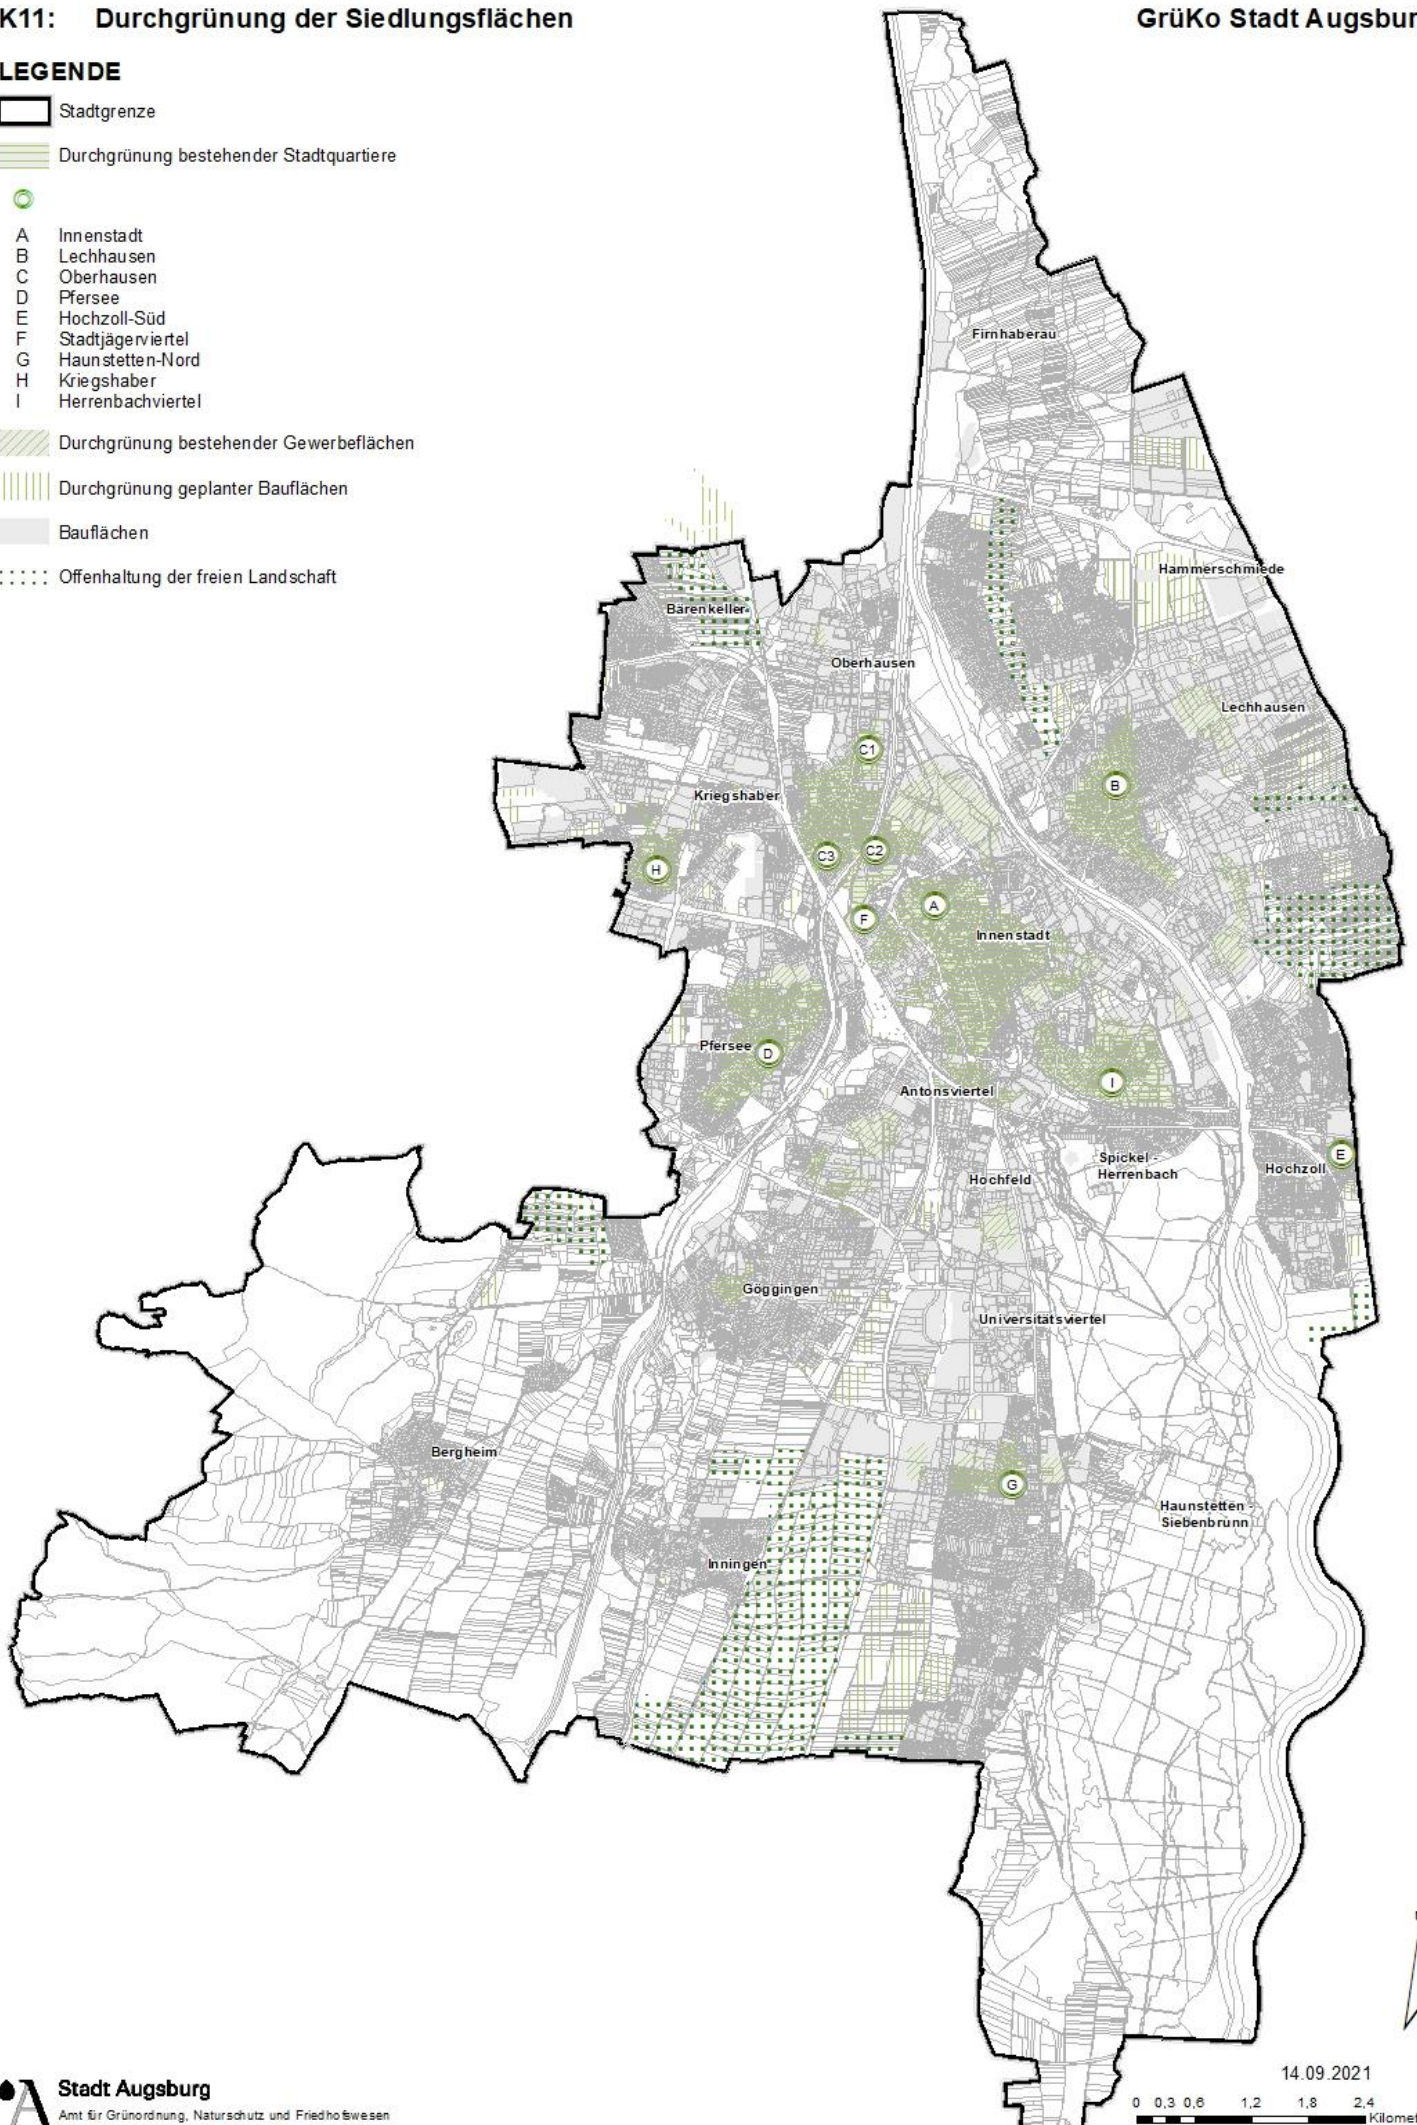 K11: Durchgrünung der Siedlungsflächen
GrüKo Stadt Augsbur
LEGENDE
Stadtgrenze
Durchgrünung bestehender Stadtquartiere
A Innenstadt
B Lechhausen
C Oberhausen
D Pfersee
E Hochzoll-Süd
F Stadtjägerviertel
G Haunstetten-Nord
H Kriegshaber
I Herrenbachviertel
Durchgrünung bestehender Gewerbeflächen
Durchgrünung geplanter Bauflächen
Bauflächen
Offenhaltung der freien Landschaft
Firnhaberau
Hammerschmiede
Bärenkeller
Oberhausen
Lechhausen
C1
B
Kriegshaber
C3
C2
H
A
F
Innenstadt
Pfersee
D
I
Antonsviertel
E
Spickel -
Herrenbach
Hochzoll
Hochfeld
Göggingen
Universitätsviertel
Bergheim
G
Haunstetten -
Siebenbrunn
Inningen
14.09.2021
Stadt Augsburg
Amt für Grünordnung, Naturschutz und Friedhofswesen
0 0,3 0,6 1,2 1,8 2,4
Kilomet